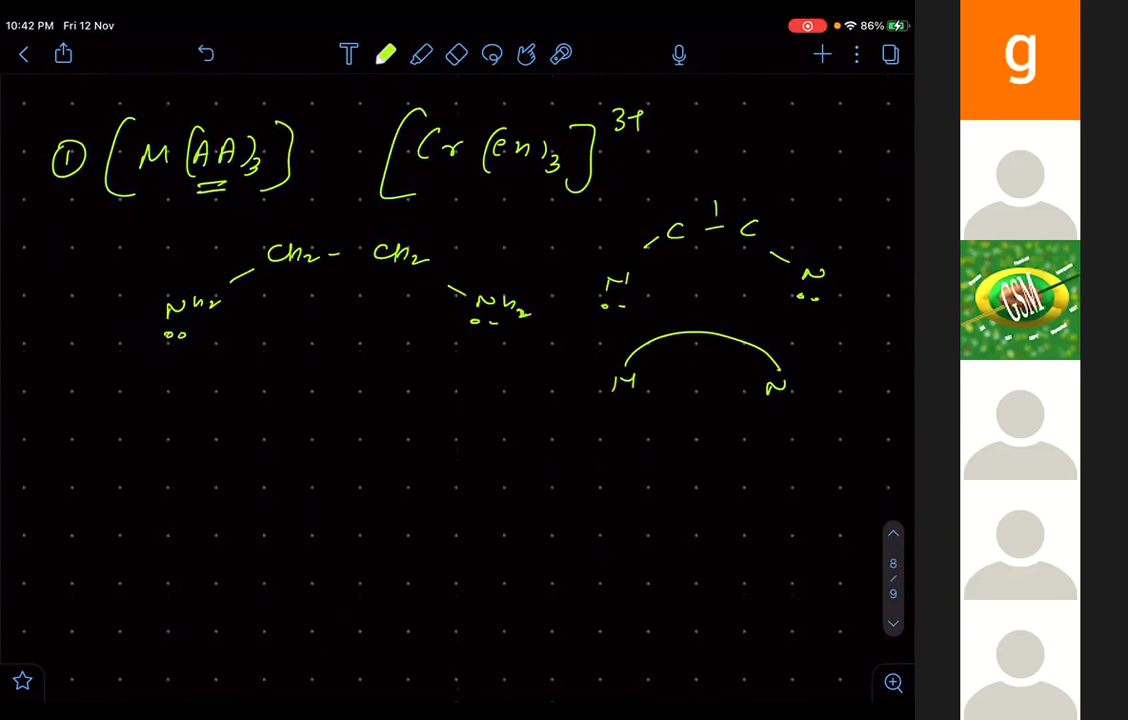 10:42 PM Fri 12 Nov
86%
① [M(AA)3] [Cr(en)3]3+
C - C
CH2 - CH2
N N
NH2 NH2
N N
8
/
9
g
GSM